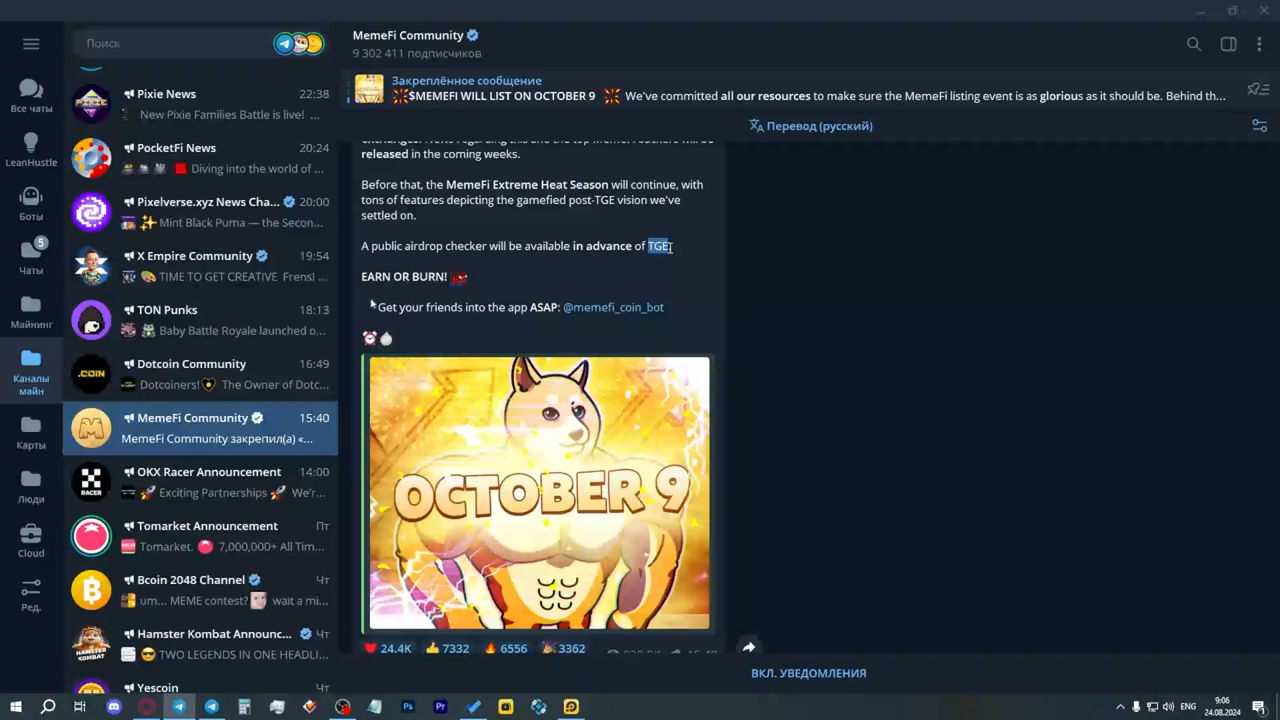 Поиск
Все чаты
LeanHustle
Боты
5
Чаты
Майнинг
Каналы
майн
Карты
Люди
Cloud
Ред.
Pixie News
22:38
New Pixie Families Battle is live! ...
PocketFi News
20:24
Diving into the world of ...
Pixelverse.xyz News Cha...
20:00
Mint Black Puma — the Secon...
X Empire Community
19:54
TIME TO GET CREATIVE Frens! ...
TON Punks
18:13
Baby Battle Royale launched o...
.COIN
Dotcoin Community
16:49
Dotcoiners! The Owner of Dotc...
MemeFi Community
15:40
MemeFi Community закрепил(а) «...
RACER
OKX Racer Announcement
14:00
Exciting Partnerships We'r...
Tomarket Announcement
Пт
Tomarket, 7,000,000+ All Tim...
Bcoin 2048 Channel
Чт
um... MEME contest? wait a mi...
HAMSTER
KOMBAT
Hamster Kombat Announc...
Чт
TWO LEGENDS IN ONE HEADLI...
Yescoin
Чт
MemeFi Community
9 302 411 подписчиков
Закреплённое сообщение
$MEMEFI WILL LIST ON OCTOBER 9 We've committed all our resources to make sure the MemeFi listing event is as glorious as it should be. Behind th...
Перевод (русский)
released in the coming weeks.
Before that, the MemeFi Extreme Heat Season will continue, with
tons of features depicting the gamefied post-TGE vision we've
settled on.
A public airdrop checker will be available in advance of TGE.
EARN OR BURN!
Get your friends into the app ASAP: @memefi_coin_bot
OCTOBER 9
24.4K 7332 6556 3362
ВКЛ. УВЕДОМЛЕНИЯ
ENG
9:06
24.08.2024